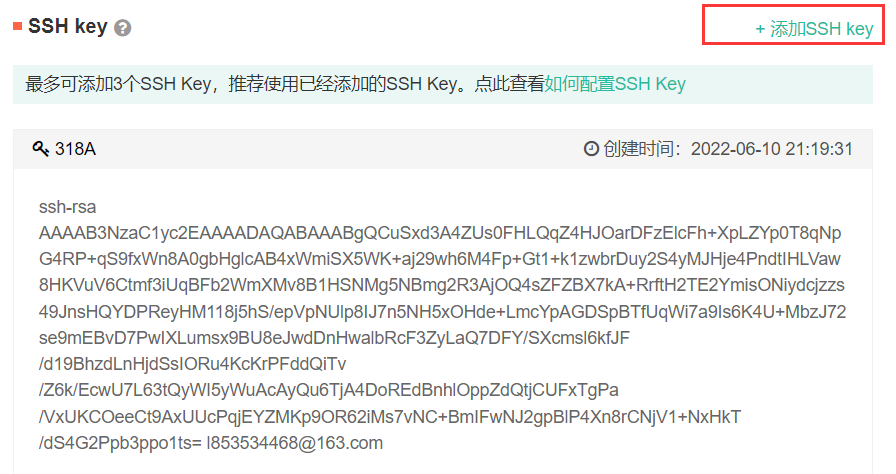 SSH key
+ 添加SSH key
最多可添加3个SSH Key，推荐使用已经添加的SSH Key。点此查看如何配置SSH Key
318A
创建时间：2022-06-10 21:19:31
ssh-rsa
AAAAB3NzaC1yc2EAAAADAQABAAABgQCuSxd3A4ZUs0FHLQqZ4HJOarDFzElcFh+XpLZYp0T8qNp
G4RP+qS9fxWn8A0gbHglcAB4xWmiSX5WK+aj29wh6M4Fp+Gt1+k1zwbrDuy2S4yMJHje4PndtIHLVaw
8HKVuV6Ctmf3iUqBFb2WmXMv8B1HSNMg5NBmg2R3AjOQ4sZFZBX7kA+RrftH2TE2YmisONiydcjzzs
49JnsHQYDPReyHM118j5hS/epVpNUlp8IJ7n5NH5xOHde+LmcYpAGDSpBTfUqWi7a9Is6K4U+MbzJ72
se9mEBvD7PwIXLumsx9BU8eJwdDnHwalbRcF3ZyLaQ7DFY/SXcmsl6kfJF
/d19BhzdLnHjdSsIORu4KcKrPFddQiTv
/Z6k/EcwU7L63tQyWI5yWuAcAyQu6TjA4DoREdBnhlOppZdQtjCUFxTgPa
/VxUKCOeeCt9AxUUcPqjEYZMKp9OR62iMs7vNC+BmIFwNJ2gpBlP4Xn8rCNjV1+NxHkT
/dS4G2Ppb3ppo1ts= l853534468@163.com